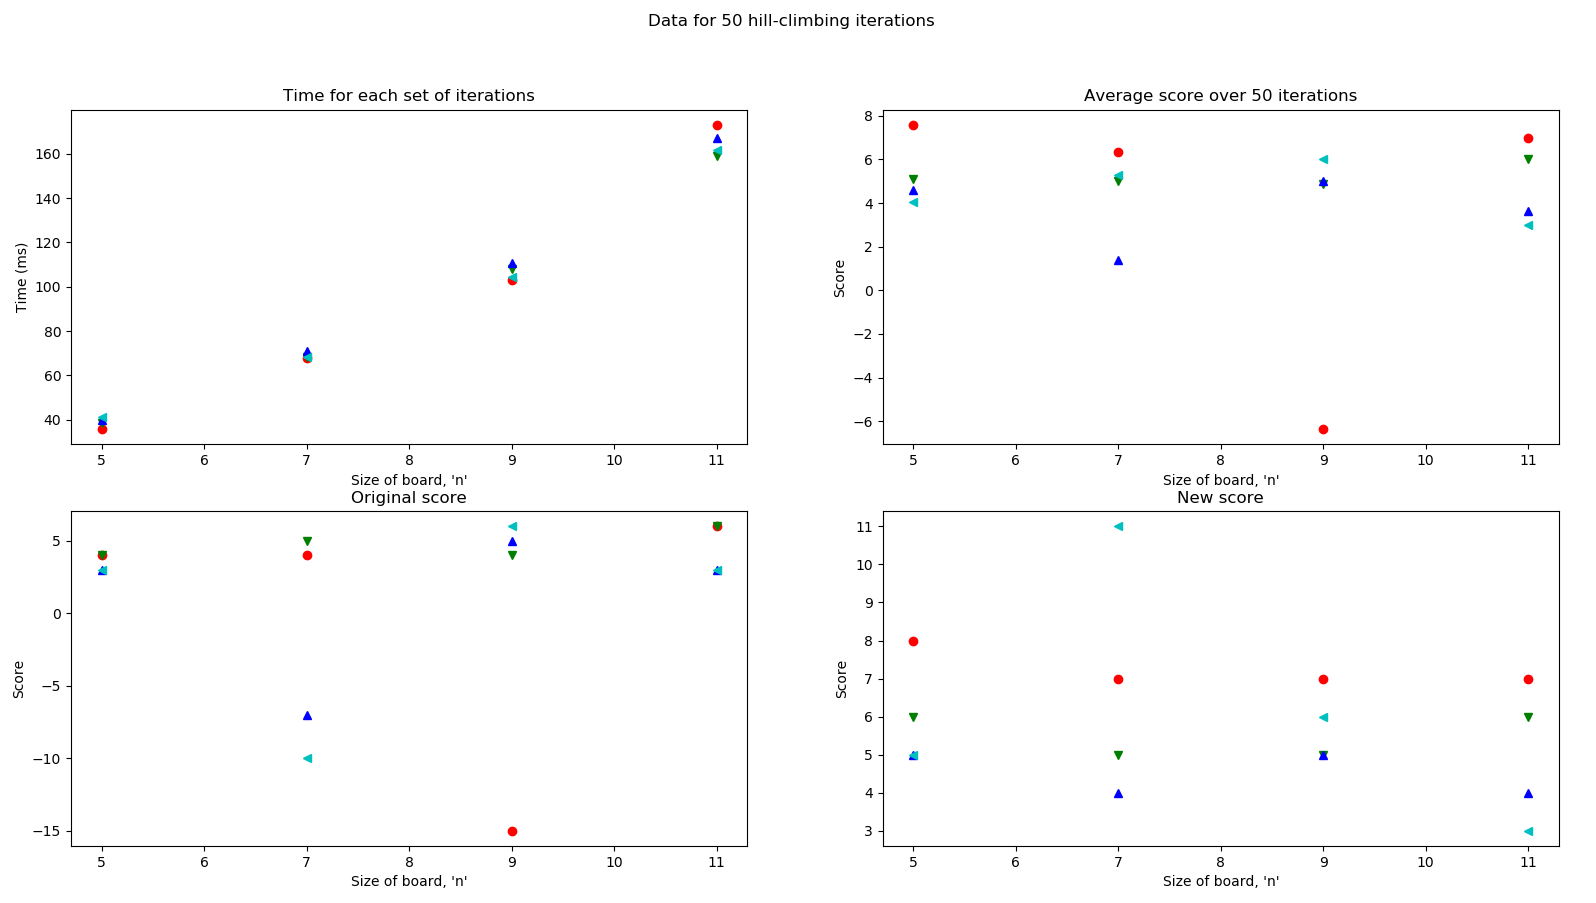 Data for 50 hill-climbing iterations
Time for each set of iterations
160
140
120
100
80
60
40
Time (ms)
5 6 7 8 9 10 11
Size of board, 'n'
Average score over 50 iterations
8
6
4
2
0
−2
−4
−6
Score
5 6 7 8 9 10 11
Size of board, 'n'
Original score
5
0
−5
−10
−15
Score
5 6 7 8 9 10 11
Size of board, 'n'
New score
11
10
9
8
7
6
5
4
3
Score
5 6 7 8 9 10 11
Size of board, 'n'